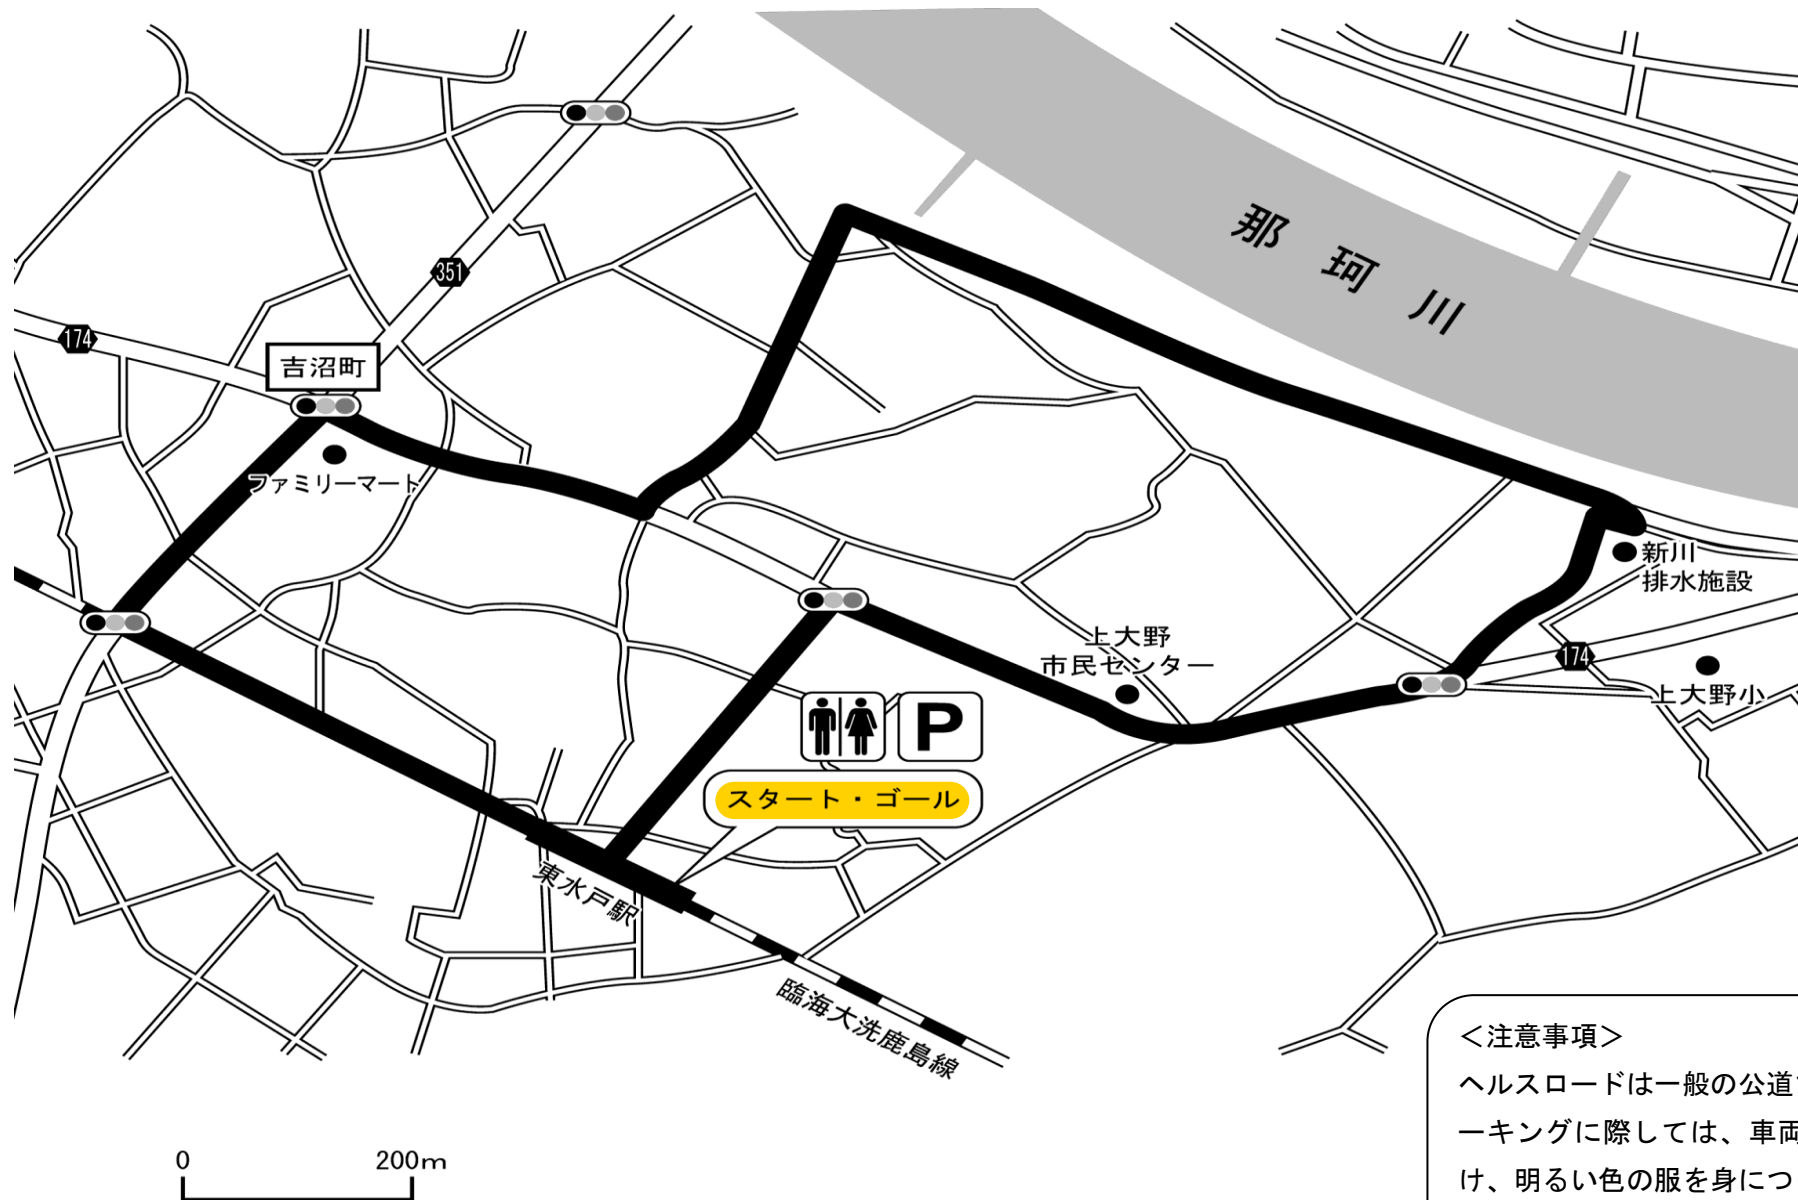 那珂川
351
174
吉沼町
ファミリーマート
新川
排水施設
上大野
市民センター
174
上大野小
P
スタート・ゴール
東水戸駅
臨海大洗鹿島線
＜注意事項＞
ヘルスロードは一般の公道
ーキングに際しては、車両
け、明るい色の服を身につ
0
200m